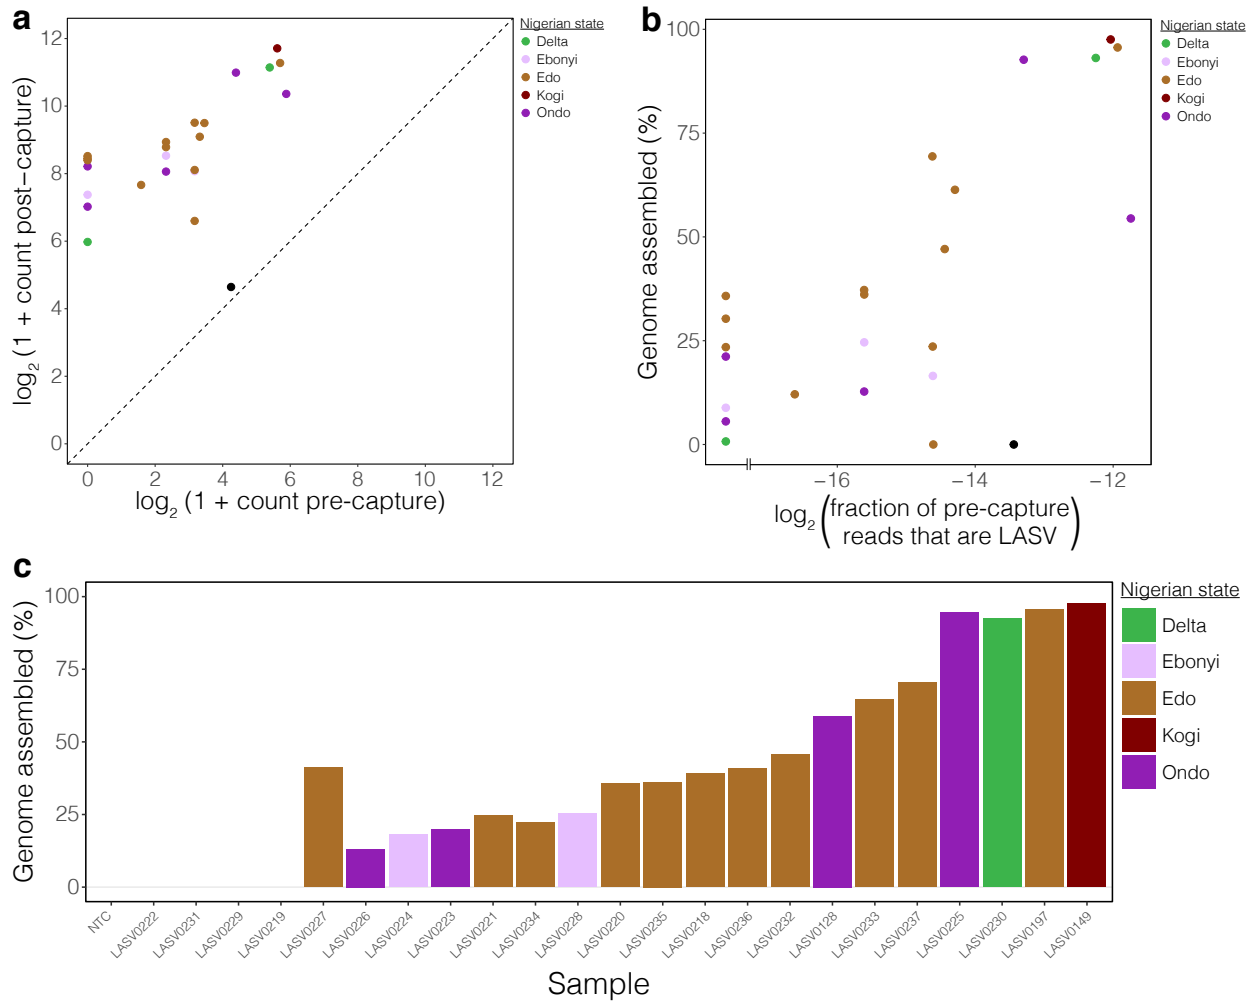 a
log2 (1 + count post−capture)
12
10
8
6
4
2
0
0 2 4 6 8 10 12
log2 (1 + count pre-capture)
Nigerian state
Delta
Ebonyi
Edo
Kogi
Ondo
b
Genome assembled (%)
100
75
50
25
0
−16 −14 −12
log2 (fraction of pre-capture
reads that are LASV)
Nigerian state
Delta
Ebonyi
Edo
Kogi
Ondo
c
Genome assembled (%)
100
75
50
25
0
NTC LASV0222 LASV0231 LASV0229 LASV0219 LASV0227 LASV0226 LASV0224 LASV0223 LASV0221 LASV0234 LASV0228 LASV0220 LASV0235 LASV0218 LASV0236 LASV0232 LASV0128 LASV0233 LASV0237 LASV0225 LASV0230 LASV0197 LASV0149
Sample
Nigerian state
Delta
Ebonyi
Edo
Kogi
Ondo